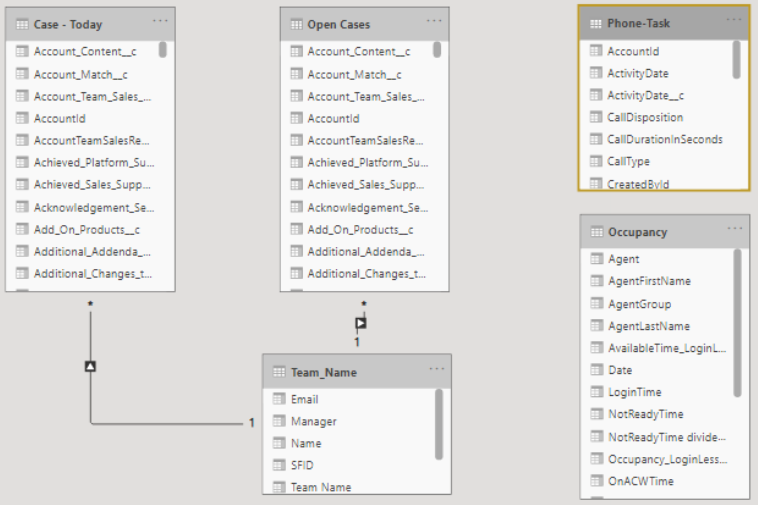 Case - Today
Account_Content__c
Account_Match__c
Account_Team_Sales_...
AccountId
AccountTeamSalesRe...
Achieved_Platform_Su...
Achieved_Sales_Supp...
Acknowledgement_Se...
Add_On_Products__c
Additional_Addenda_...
Additional_Changes_t...
Open Cases
Account_Content__c
Account_Match__c
Account_Team_Sales_...
AccountId
AccountTeamSalesRe...
Achieved_Platform_Su...
Achieved_Sales_Supp...
Acknowledgement_Se...
Add_On_Products__c
Additional_Addenda_...
Additional_Changes_t...
Phone-Task
AccountId
ActivityDate
ActivityDate__c
CallDisposition
CallDurationInSeconds
CallType
CreatedById
Occupancy
Agent
AgentFirstName
AgentGroup
AgentLastName
AvailableTime_LoginL...
Date
LoginTime
NotReadyTime
NotReadyTime divide...
Occupancy_LoginLess...
OnACWTime
*
*
1
1
Team_Name
Email
Manager
Name
SFID
Team Name